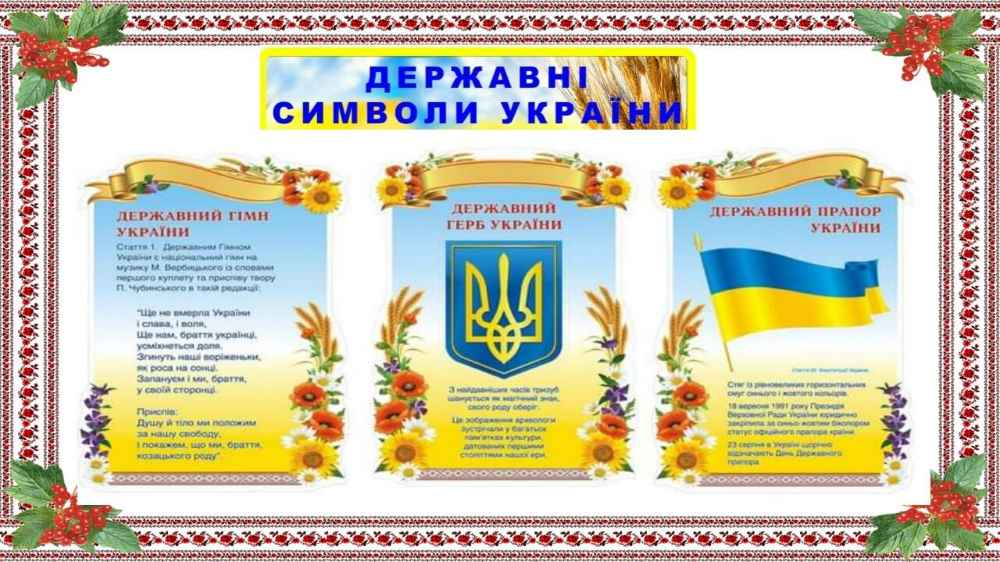 ДЕРЖАВНІ
СИМВОЛИ УКРАЇНИ
ДЕРЖАВНИЙ ГІМН
УКРАЇНИ
Стаття 1. Державним Гімном
України є національний гімн на
музику М. Вербицького із словами
першого куплету та приспіву твору
П. Чубинського в такій редакції:
"Ще не вмерла України
і слава, і воля,
Ще нам, браття українці,
усміхнеться доля.
Згинуть наші воріженьки,
як роса на сонці.
Запануєм і ми, браття,
у своїй сторонці.
Приспів:
Душу й тіло ми положим
за нашу свободу,
І покажем, що ми, браття,
козацького роду".
ДЕРЖАВНИЙ
ГЕРБ УКРАЇНИ
З найдавніших часів тризуб
шанується як магічний знак,
свого роду оберіг.
Це зображення археологи
зустрічали у багатьох
пам'ятках культури,
датованих першими
століттями нашої ери.
ДЕРЖАВНИЙ ПРАПОР
УКРАЇНИ
Стаття 20. Конституції України
Стяг із рівновеликих горизонтальних
смуг синього і жовтого кольорів.
18 вересня 1991 року Президія
Верховної Ради України юридично
закріпила за синьо-жовтим біколором
статус офіційного прапора країни.
23 серпня в Україні щорічно
відзначають День Державного
прапора